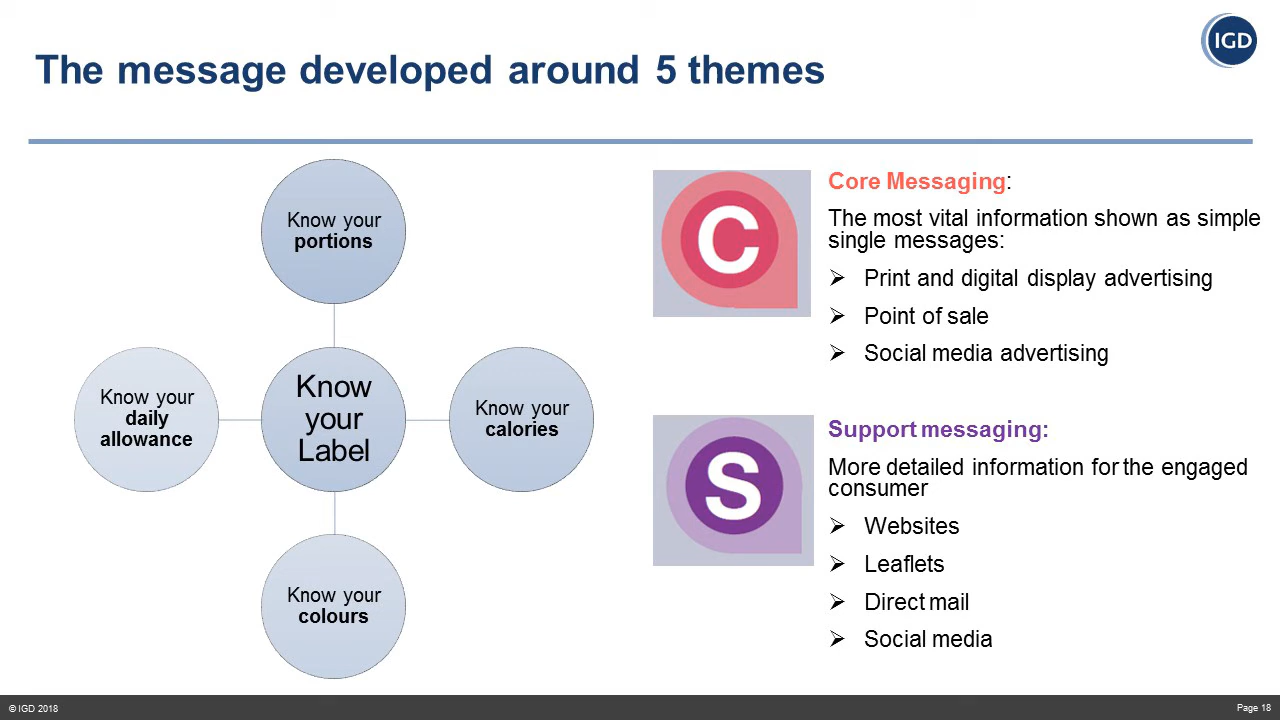 IGD
The message developed around 5 themes
Know your
portions
Know your
daily
allowance
Know
your
Label
Know your
calories
Know your
colours
C
Core Messaging:
The most vital information shown as simple
single messages:
➢ Print and digital display advertising
➢ Point of sale
➢ Social media advertising
S
Support messaging:
More detailed information for the engaged
consumer
➢ Websites
➢ Leaflets
➢ Direct mail
➢ Social media
© IGD 2018
Page 18